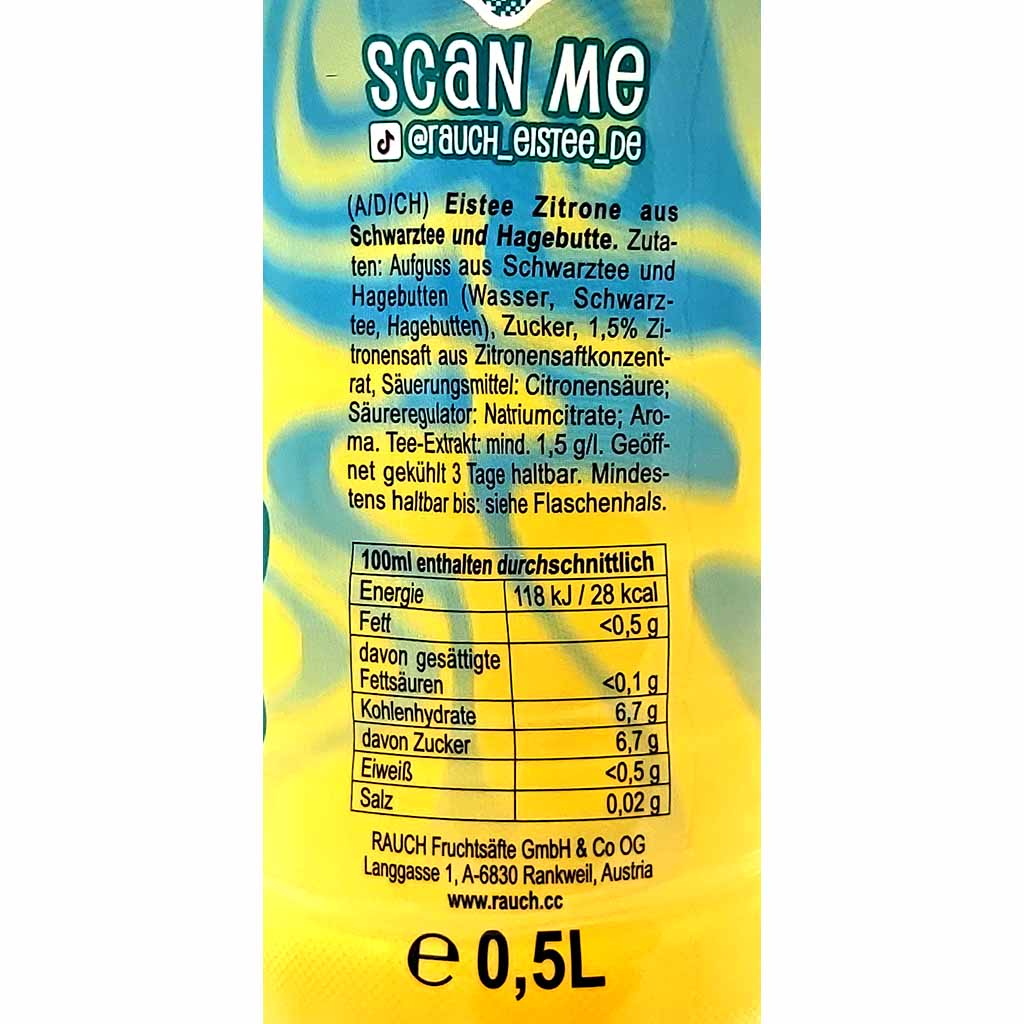 SCAN ME
@RAUCH_EISTEE_DE
(A/D/CH) Eistee Zitrone aus
Schwarztee und Hagebutte. Zuta-
ten: Aufguss aus Schwarztee und
Hagebutten (Wasser, Schwarz-
tee, Hagebutten), Zucker, 1,5% Zi-
tronensaft aus Zitronensaftkonzent-
rat, Säuerungsmittel: Citronensäure;
Säureregulator: Natriumcitrate; Aro-
ma. Tee-Extrakt: mind. 1,5 g/l. Geöff-
net gekühlt 3 Tage haltbar. Mindes-
tens haltbar bis: siehe Flaschenhals.
100ml enthalten durchschnittlich
Energie 118 kJ / 28 kcal
Fett <0,5 g
davon gesättigte
Fettsäuren <0,1 g
Kohlenhydrate 6,7 g
davon Zucker 6,7 g
Eiweiß <0,5 g
Salz 0,02 g
RAUCH Fruchtsäfte GmbH & Co OG
Langgasse 1, A-6830 Rankweil, Austria
www.rauch.cc
℮ 0,5L